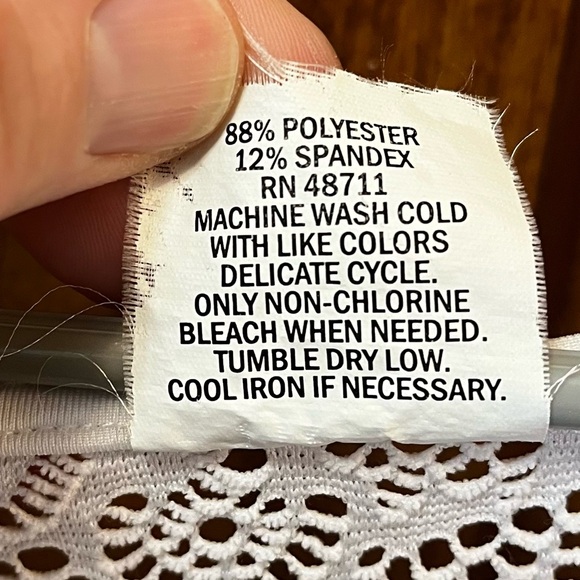 88% POLYESTER
12% SPANDEX
RN 48711
MACHINE WASH COLD
WITH LIKE COLORS
DELICATE CYCLE.
ONLY NON-CHLORINE
BLEACH WHEN NEEDED.
TUMBLE DRY LOW.
COOL IRON IF NECESSARY.